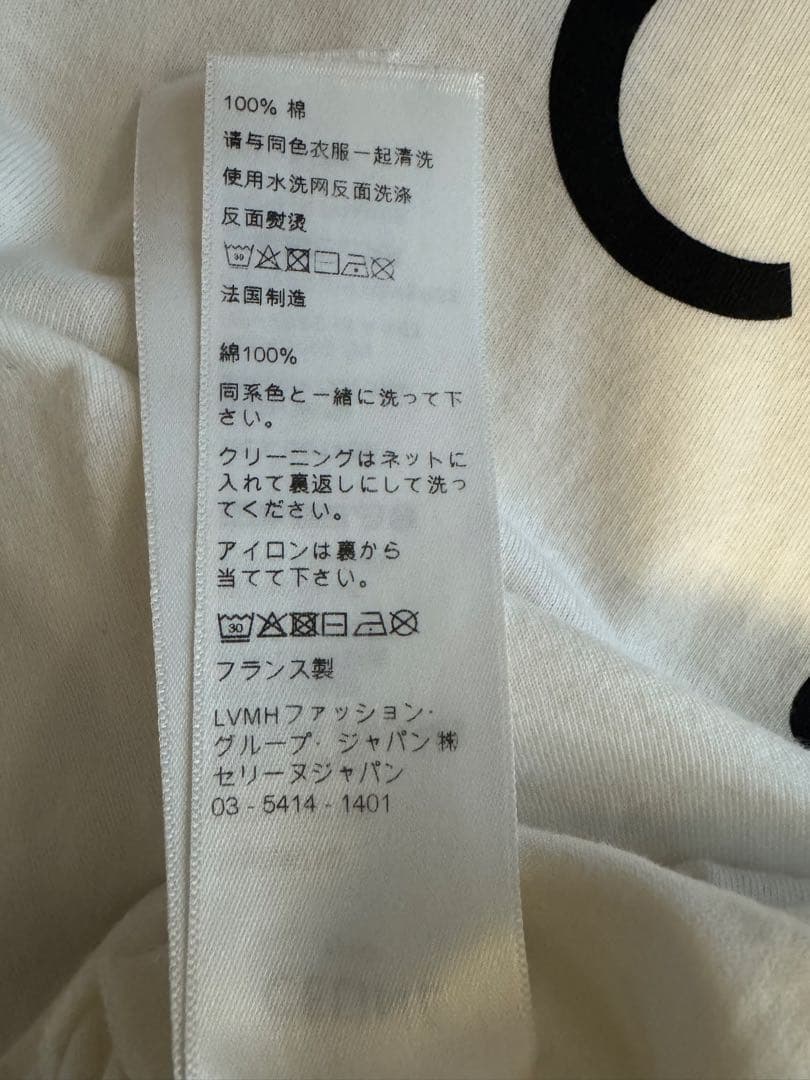 100% 棉
请与同色衣服一起清洗
使用水洗网反面洗涤
反面熨烫
30
法国制造
綿100%
同系色と一緒に洗って下
さい。
クリーニングはネットに
入れて裏返しにして洗っ
てください。
アイロンは裏から
当てて下さい。
30
フランス製
LVMHファッション·
グループ· ジャパン㈱
セリーヌジャパン
03 - 5414 - 1401